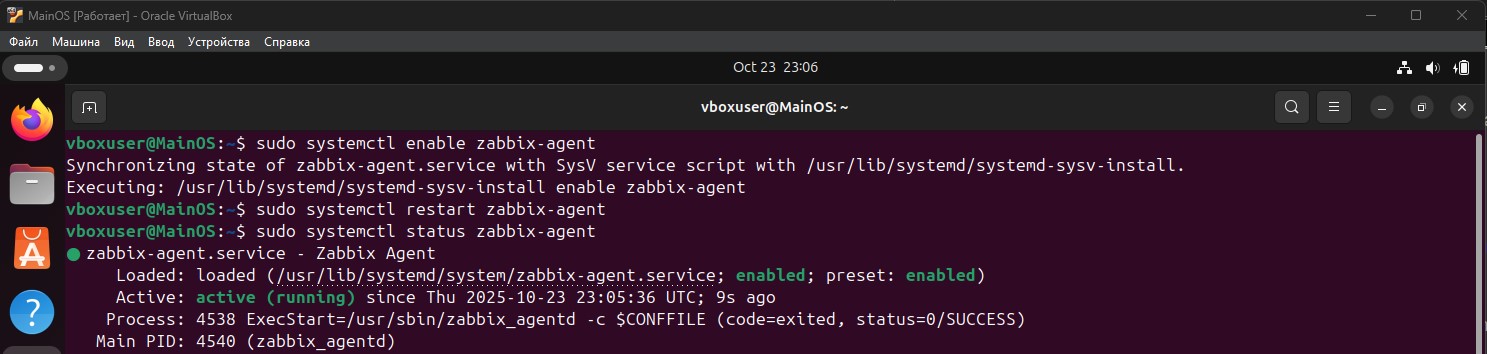 MainOS [Работает] - Oracle VirtualBox
Файл Машина Вид Ввод Устройства Справка
Oct 23 23:06
vboxuser@MainOS: ~
vboxuser@MainOS:~$ sudo systemctl enable zabbix-agent
Synchronizing state of zabbix-agent.service with SysV service script with /usr/lib/systemd/systemd-sysv-install.
Executing: /usr/lib/systemd/systemd-sysv-install enable zabbix-agent
vboxuser@MainOS:~$ sudo systemctl restart zabbix-agent
vboxuser@MainOS:~$ sudo systemctl status zabbix-agent
● zabbix-agent.service - Zabbix Agent
Loaded: loaded (/usr/lib/systemd/system/zabbix-agent.service; enabled; preset: enabled)
Active: active (running) since Thu 2025-10-23 23:05:36 UTC; 9s ago
Process: 4538 ExecStart=/usr/sbin/zabbix_agentd -c $CONFFILE (code=exited, status=0/SUCCESS)
Main PID: 4540 (zabbix_agentd)